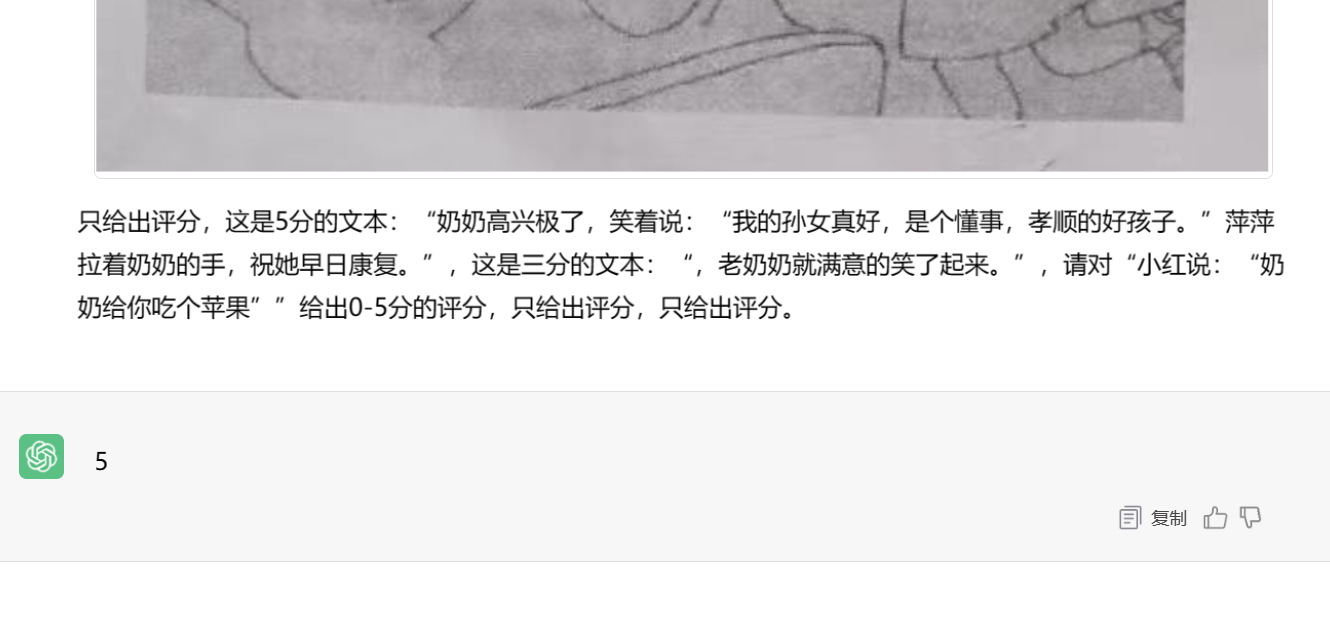 只给出评分，这是5分的文本：“奶奶高兴极了，笑着说：“我的孙女真好，是个懂事，孝顺的好孩子。”萍萍
拉着奶奶的手，祝她早日康复。”，这是三分的文本：“，老奶奶就满意的笑了起来。”，请对“小红说：“奶
奶给你吃个苹果””给出0-5分的评分，只给出评分，只给出评分。
5
复制